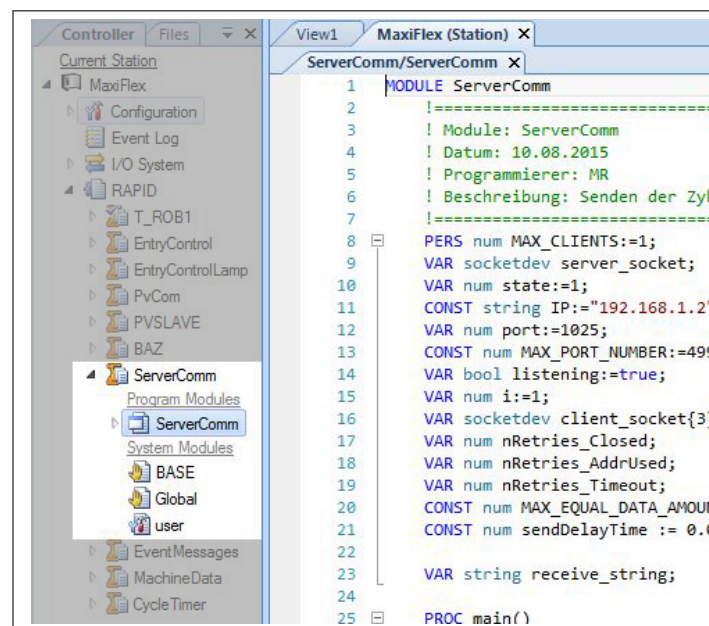 Controller Files
Current Station
MaxiFlex
Configuration
Event Log
I/O System
RAPID
T_ROB1
EntryControl
EntryControlLamp
PvCom
PVSLAVE
BAZ
ServerComm
Program Modules
ServerComm
System Modules
BASE
Global
user
EventMessages
MachineData
CycleTimer
View1 MaxiFlex (Station) X
ServerComm/ServerComm X
1 MODULE ServerComm
2 !==============================
3 ! Module: ServerComm
4 ! Datum: 10.08.2015
5 ! Programmierer: MR
6 ! Beschreibung: Senden der Zyk
7 !==============================
8 PERS num MAX_CLIENTS:=1;
9 VAR socketdev server_socket;
10 VAR num state:=1;
11 CONST string IP:="192.168.1.2"
12 VAR num port:=1025;
13 CONST num MAX_PORT_NUMBER:=499
14 VAR bool listening:=true;
15 VAR num i:=1;
16 VAR socketdev client_socket{3}
17 VAR num nRetries_Closed;
18 VAR num nRetries_AddrUsed;
19 VAR num nRetries_Timeout;
20 CONST num MAX_EQUAL_DATA_AMOUN
21 CONST num sendDelayTime := 0.0
22
23 VAR string receive_string;
24
25 PROC main()